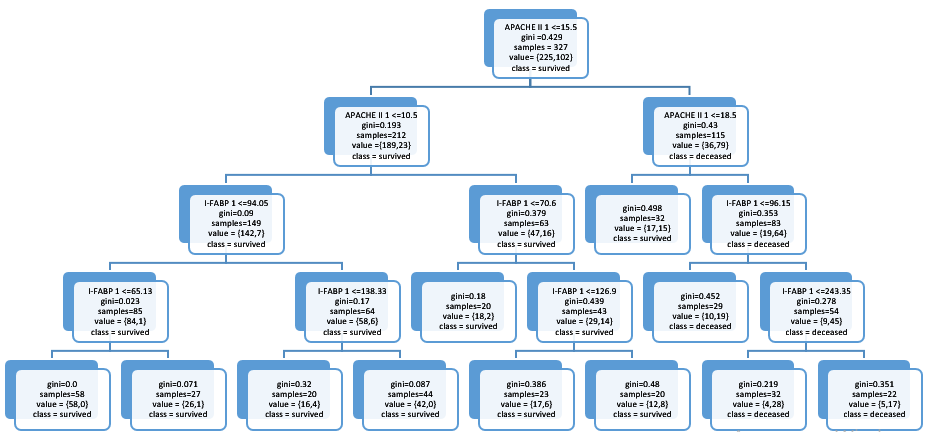 APACHE II 1 <=15.5
gini =0.429
samples = 327
value= {225,102}
class = survived
APACHE II 1 <=10.5
gini=0.193
samples=212
value ={189,23}
class = survived
APACHE II 1 <=18.5
gini=0.43
samples=115
value ={36,79}
class = deceased
I-FABP 1 <=94.05
gini=0.09
samples=149
value = {142,7}
class = survived
I-FABP 1 <=70.6
gini=0.379
samples=63
value ={47,16}
class = survived
gini=0.498
samples=32
value = {17,15}
class = survived
I-FABP 1 <=96.15
gini=0.353
samples=83
value ={19,64}
class = deceased
I-FABP 1 <=65.13
gini=0.023
samples=85
value = {84,1}
class = survived
I-FABP 1 <=138.33
gini=0.17
samples=64
value ={58,6}
class = survived
gini=0.18
samples=20
value ={18,2}
class = survived
I-FABP 1 <=126.9
gini=0.439
samples=43
value ={29,14}
class = survived
gini=0.452
samples=29
value = {10,19}
class = deceased
I-FABP 1 <=243.35
gini=0.278
samples=54
value ={9,45}
class = deceased
gini=0.0
samples=58
value ={58,0}
class = survived
gini=0.071
samples=27
value ={26,1}
class = survived
gini=0.32
samples=20
value ={16,4}
class = survived
gini=0.087
samples=44
value = {42,0}
class = survived
gini=0.386
samples=23
value ={17,6}
class = survived
gini=0.48
samples=20
value ={12,8}
class = survived
gini=0.219
samples=32
value ={4,28}
class = deceased
gini=0.351
samples=22
value ={5,17}
class = deceased